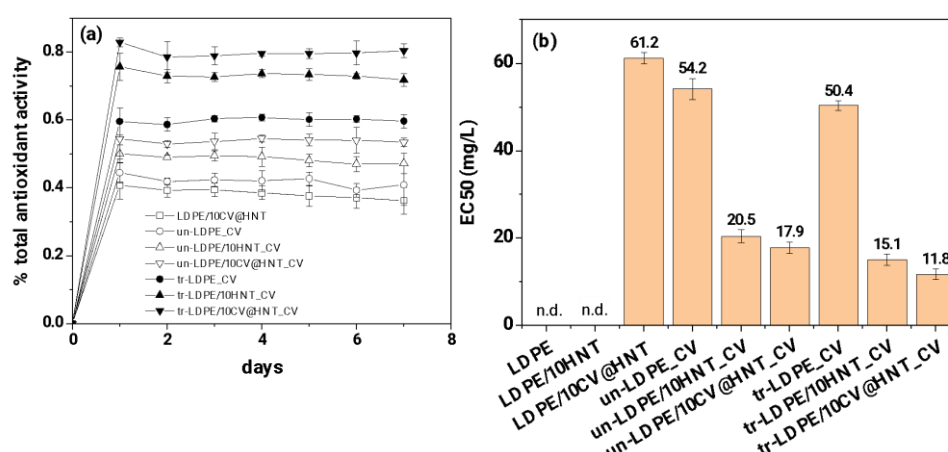 (a)
% total antioxidant activity
0.8
0.6
0.4
0.2
0.0
0
2
4
6
8
days
LDPE/10CV@HNT
un-LDPE_CV
un-LDPE/10HNT_CV
un-LDPE/10CV@HNT_CV
tr-LDPE_CV
tr-LDPE/10HNT_CV
tr-LDPE/10CV@HNT_CV
(b)
EC50 (mg/L)
60
40
20
0
n.d.
n.d.
61.2
54.2
20.5
17.9
50.4
15.1
11.8
LDPE
LDPE/10HNT
LDPE/10CV@HNT
un-LDPE_CV
un-LDPE/10HNT_CV
un-LDPE/10CV@HNT_CV
tr-LDPE_CV
tr-LDPE/10HNT_CV
tr-LDPE/10CV@HNT_CV